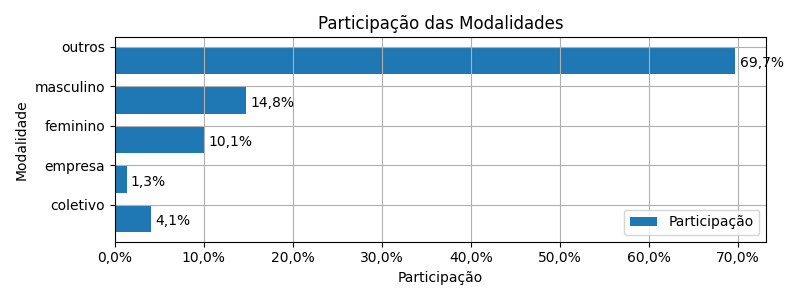 Participação das Modalidades
outros
69,7%
masculino
14,8%
feminino
10,1%
empresa
1,3%
coletivo
4,1%
Modalidade
Participação
0,0% 10,0% 20,0% 30,0% 40,0% 50,0% 60,0% 70,0%
Participação